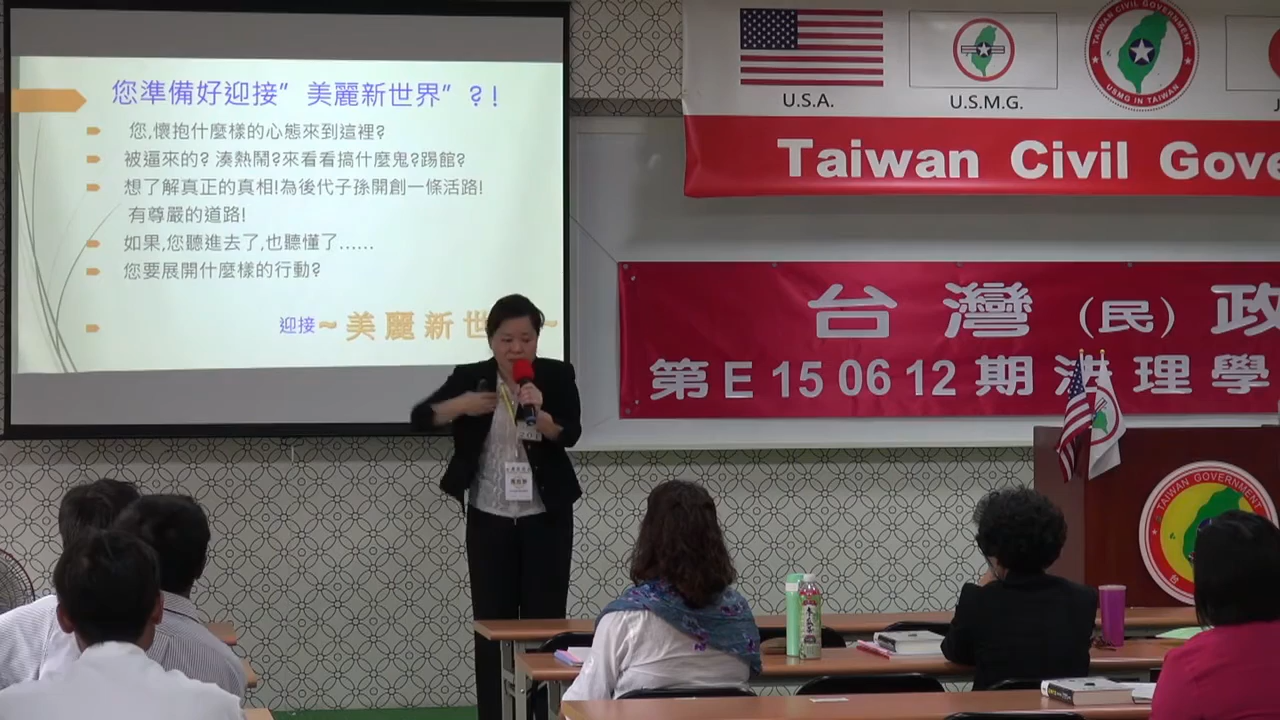 您準備好迎接”美麗新世界”?!
您,懷抱什麼樣的心態來到這裡?
被逼來的? 湊熱鬧?來看看搞什麼鬼?踢館?
想了解真正的真相!為後代子孫開創一條活路!
有尊嚴的道路!
如果,您聽進去了,也聽懂了......
您要展開什麼樣的行動?
迎接~美麗新世 ~
U.S.A.
U.S.M.G.
TAIWAN CIVIL GOVERNMENT
USMG IN TAIWAN
J
Taiwan Civil Gove
台灣(民)政
第E150612期法理學
TAIWAN GOVERNMENT
台